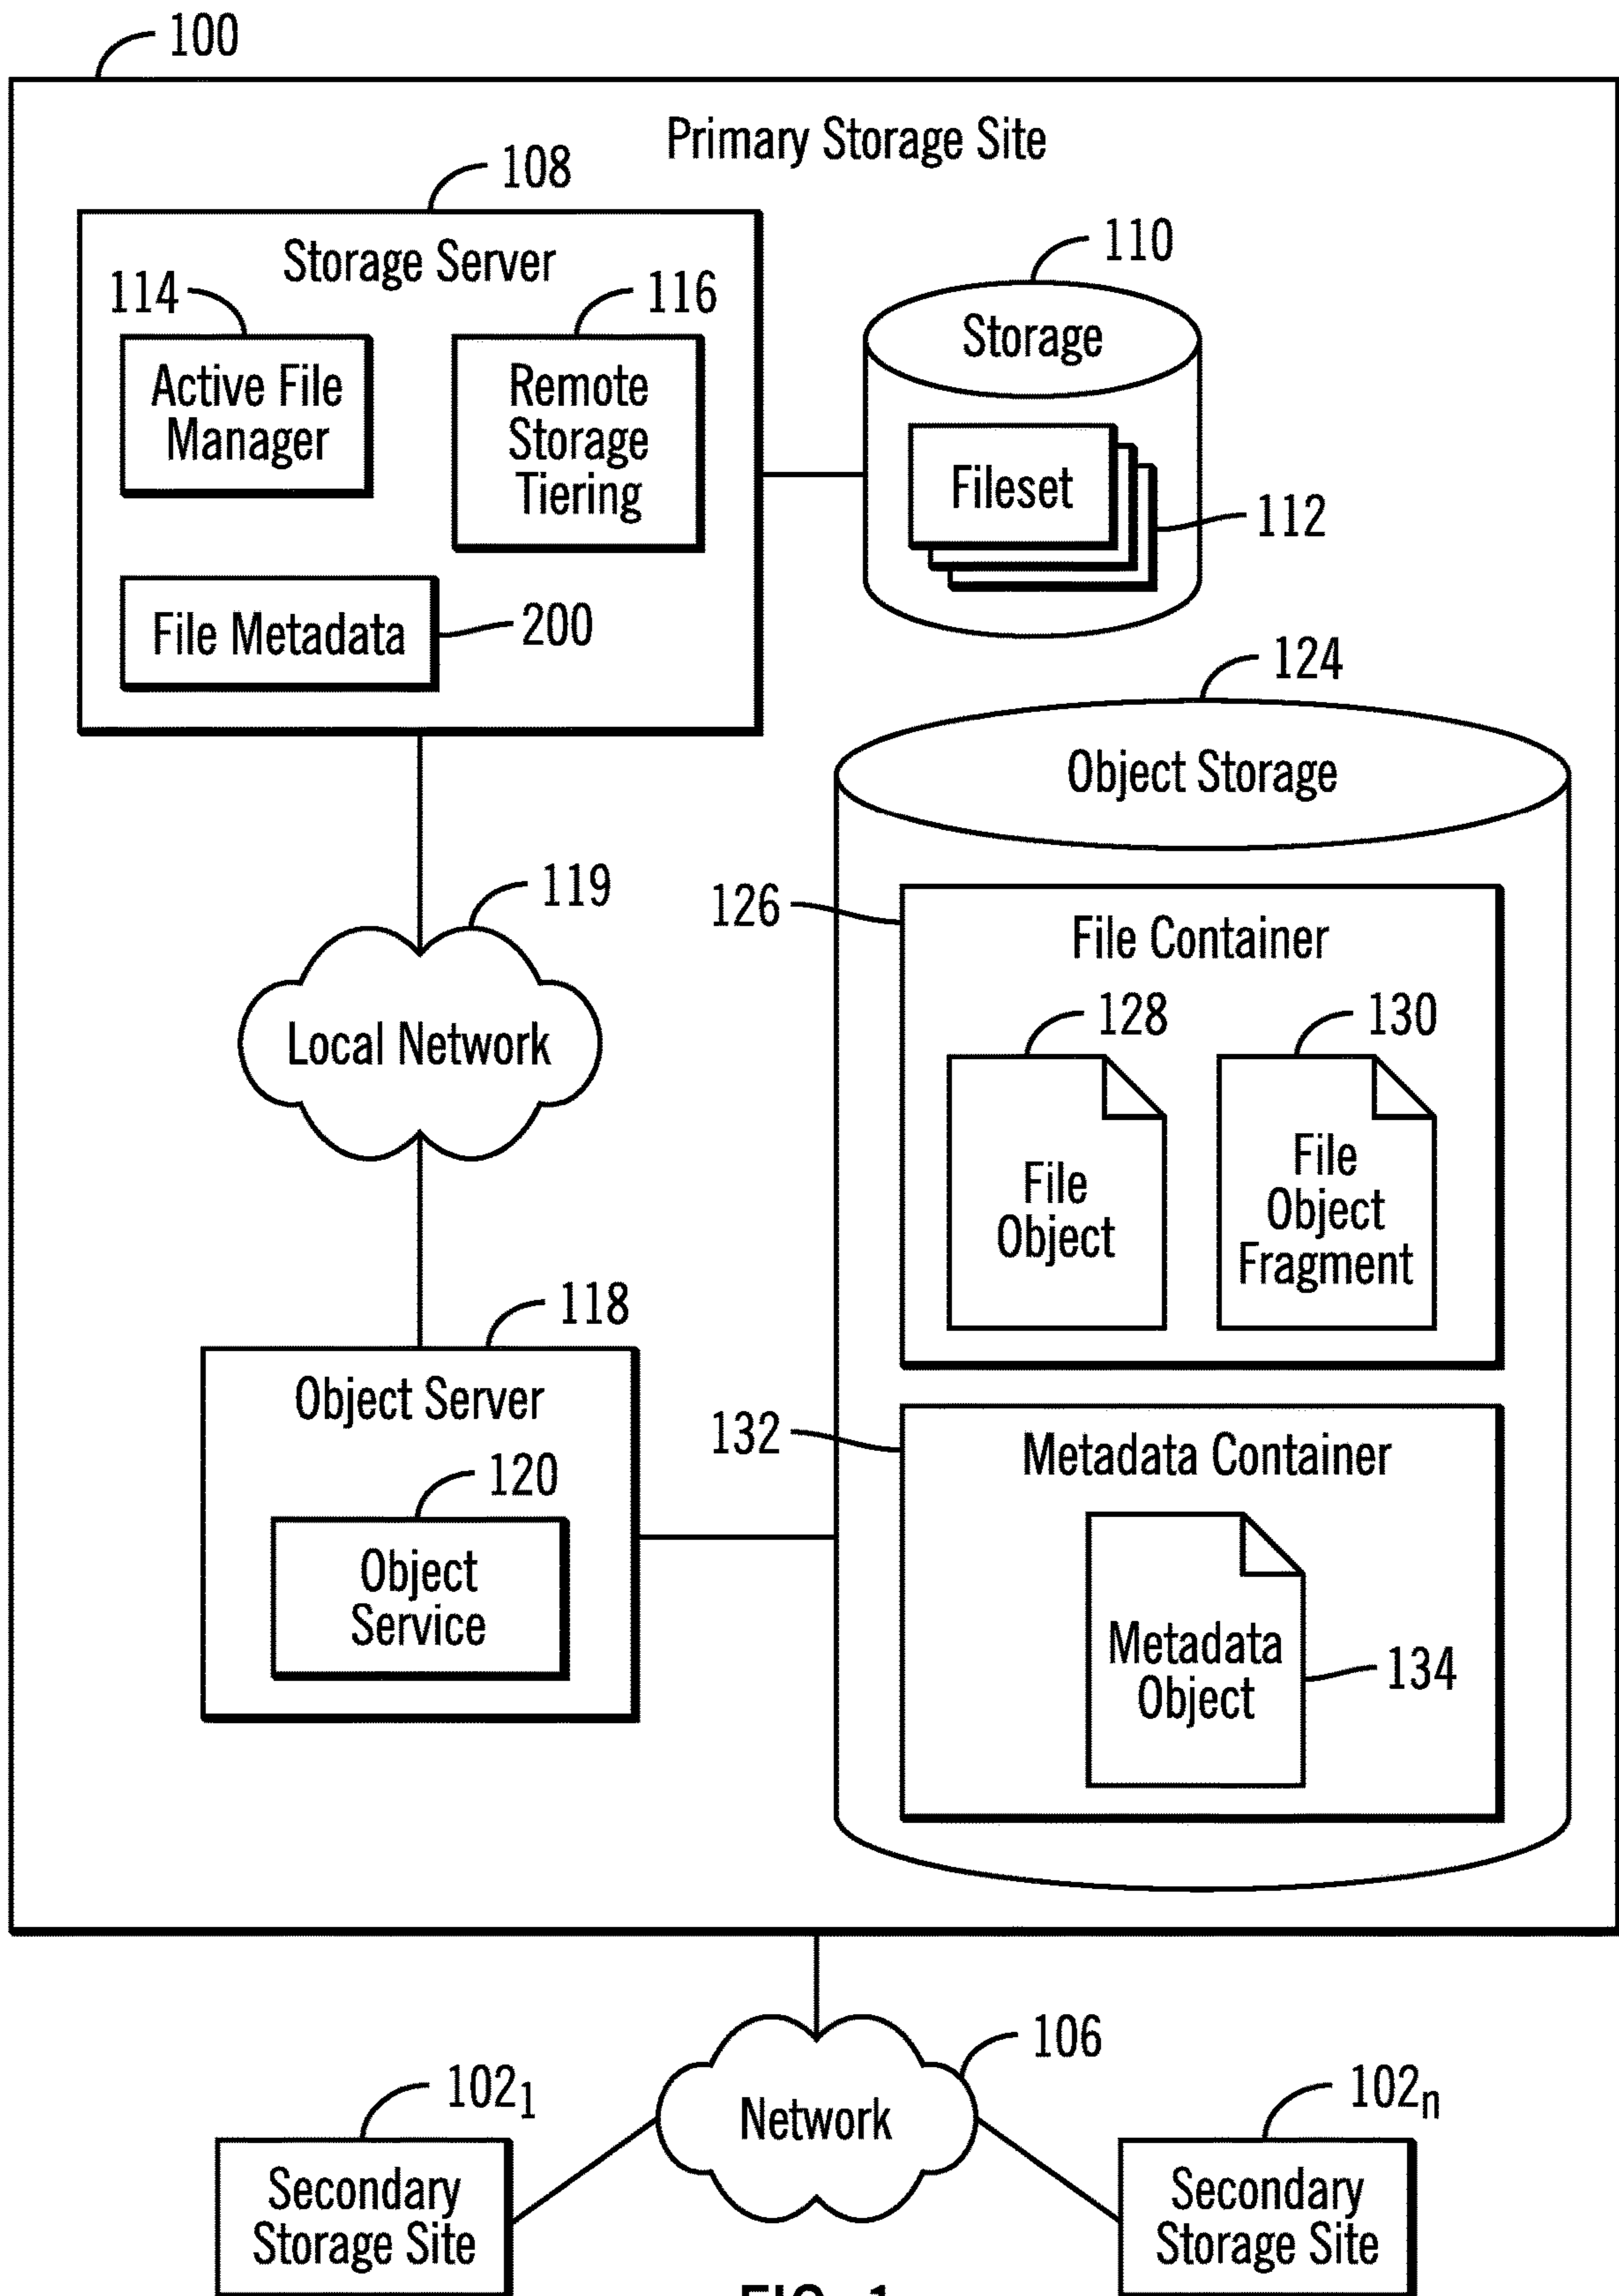 100
Primary Storage Site
108
Storage Server
114
116
Active File
Manager
Remote
Storage
Tiering
File Metadata
200
110
Storage
Fileset
112
124
Object Storage
119
Local Network
126
File Container
128
130
File
Object
File
Object
Fragment
118
Object Server
120
Object
Service
132
Metadata Container
Metadata
Object
134
106
Network
102₁
Secondary
Storage Site
102ₙ
Secondary
Storage Site
FIG. 1